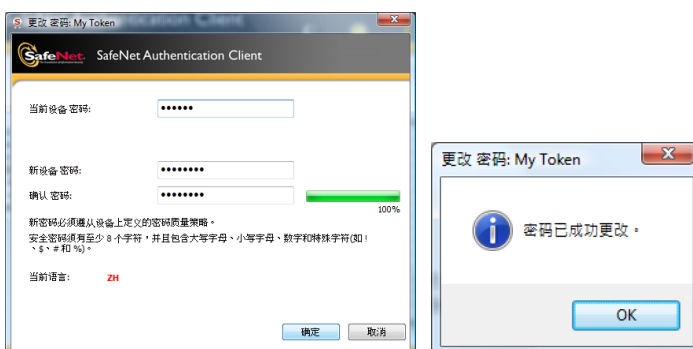 更改 密码: My Token
SafeNet. SafeNet Authentication Client
当前设备 密码:
新设备 密码:
确认 密码:
100%
新密码必须遵从设备上定义的密码质量策略。
安全密码须有至少 8 个字符，并且包含大写字母、小写字母、数字和特殊字符(如 !
、$、# 和 %)。
当前语言: ZH
确定 取消
更改 密码: My Token
密码已成功更改。
OK